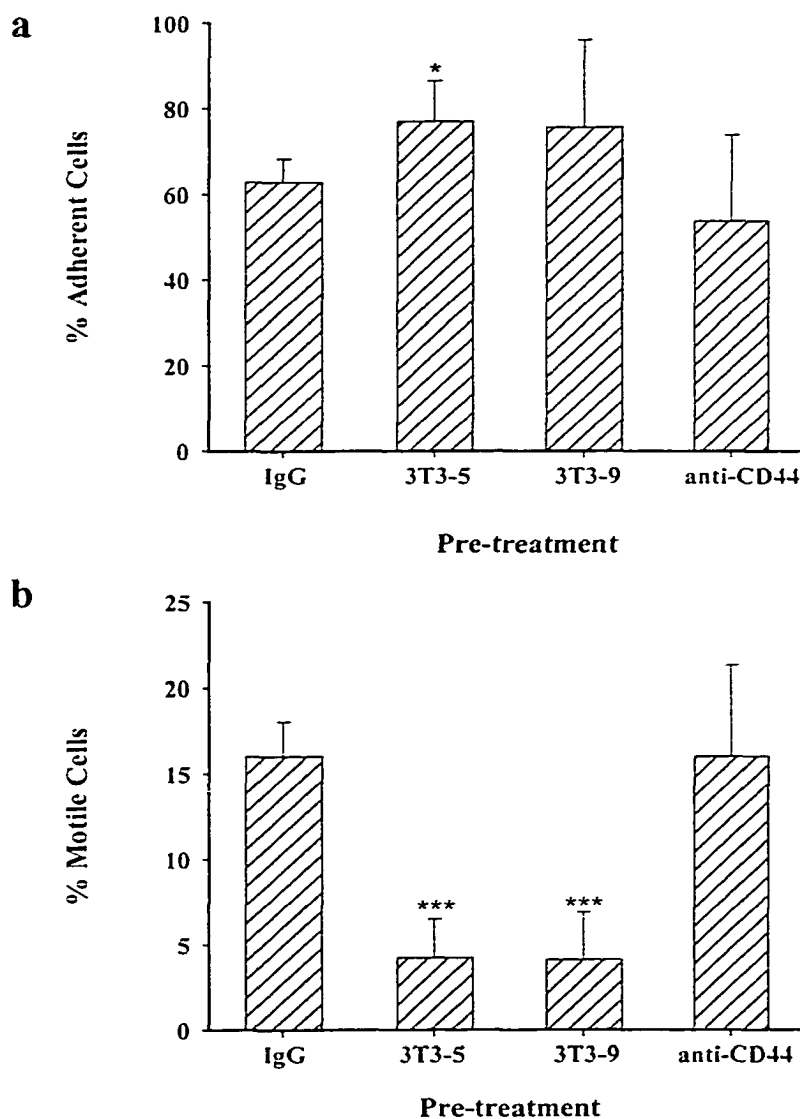 a
% Adherent Cells
100
80
60
40
20
0
*
IgG 3T3-5 3T3-9 anti-CD44
Pre-treatment
b
% Motile Cells
25
20
15
10
5
0
*** ***
IgG 3T3-5 3T3-9 anti-CD44
Pre-treatment